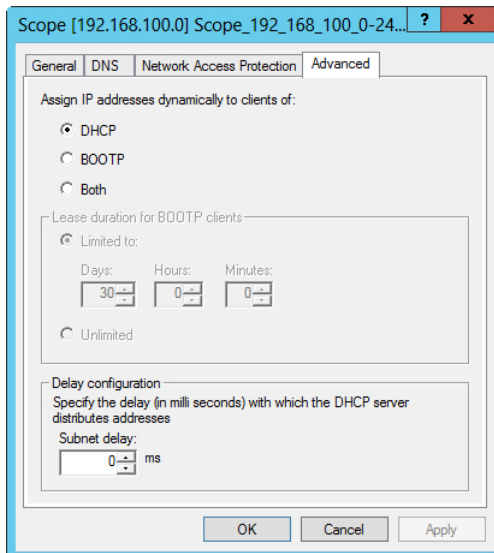 Scope [192.168.100.0] Scope_192_168_100_0-24... ? x
General DNS Network Access Protection Advanced
Assign IP addresses dynamically to clients of:
DHCP
BOOTP
Both
Lease duration for BOOTP clients
Limited to:
Days: Hours: Minutes:
30 0 0
Unlimited
Delay configuration
Specify the delay (in milli seconds) with which the DHCP server
distributes addresses
Subnet delay:
0 ms
OK Cancel Apply